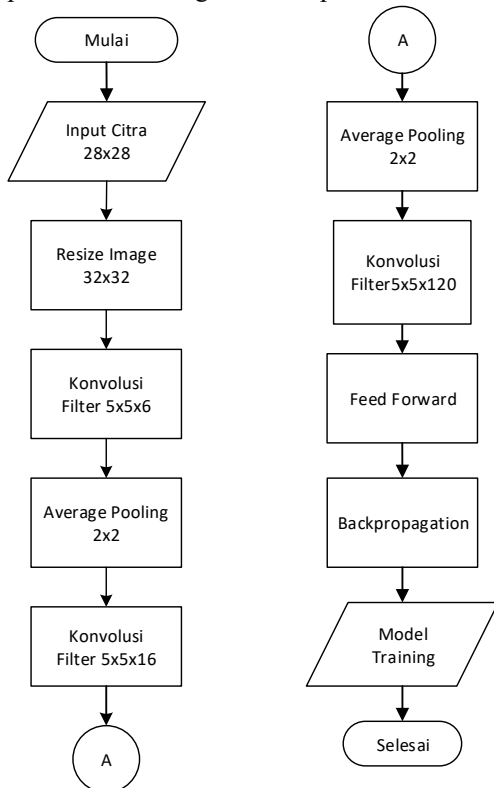 Mulai
Input Citra
28x28
Resize Image
32x32
Konvolusi
Filter 5x5x6
Average Pooling
2x2
Konvolusi
Filter 5x5x16
A
A
Average Pooling
2x2
Konvolusi
Filter5x5x120
Feed Forward
Backpropagation
Model
Training
Selesai